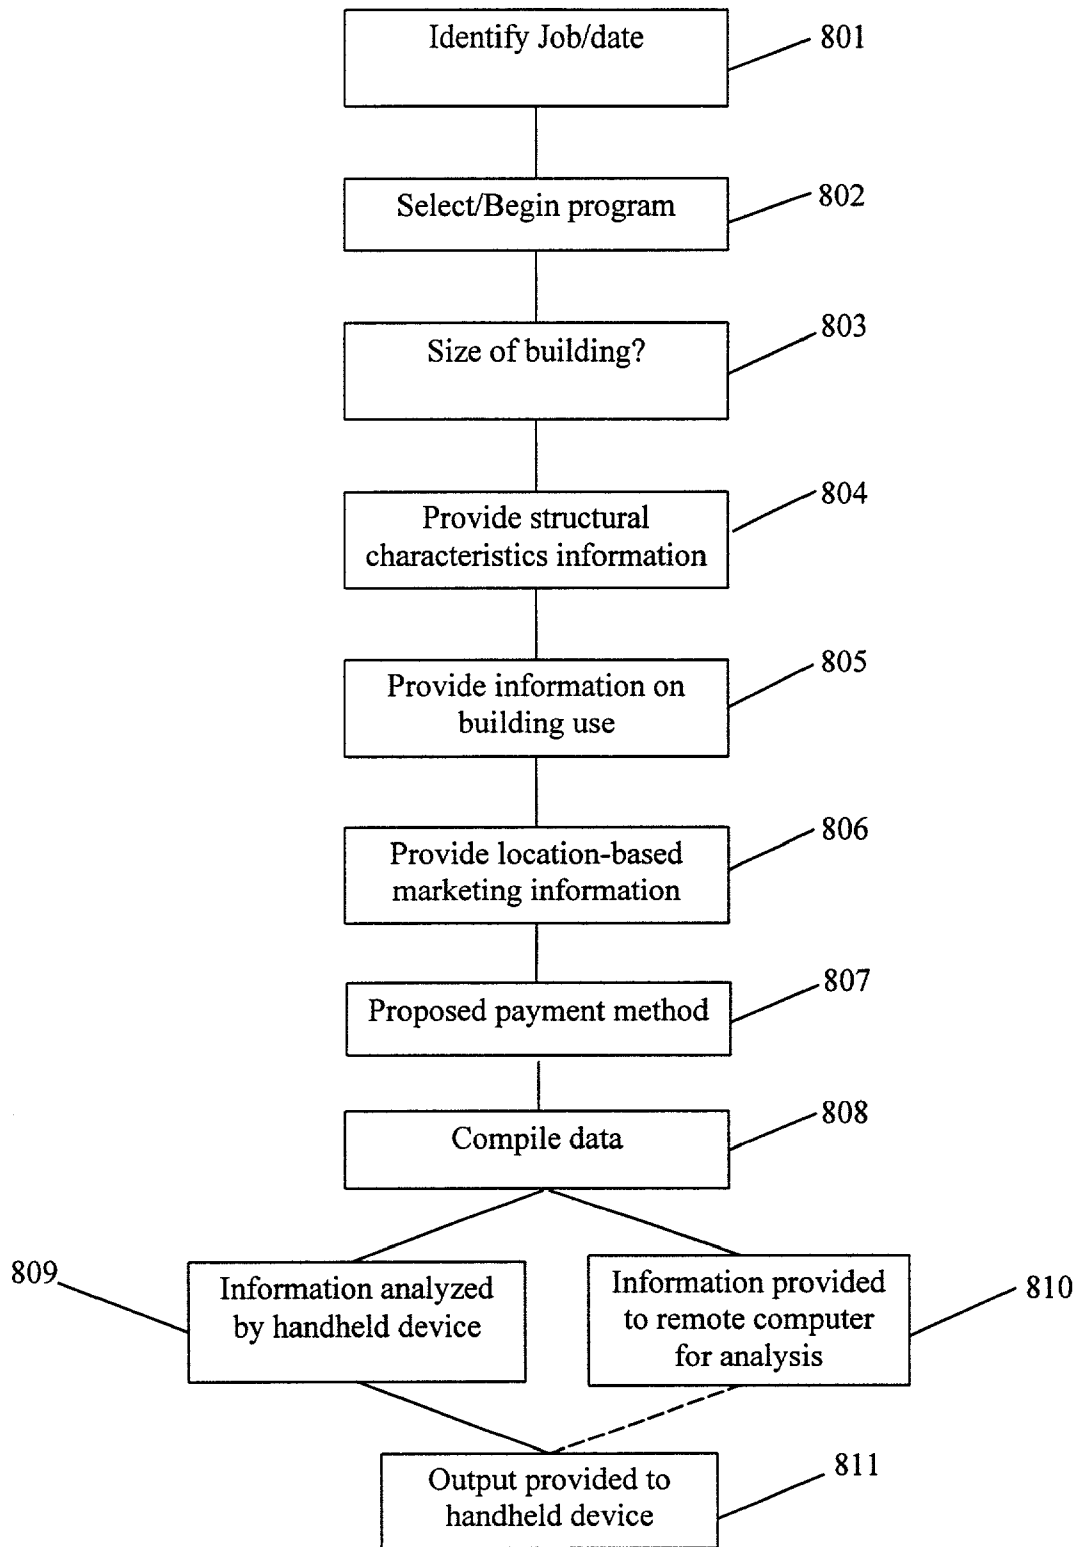 Identify Job/date
801
Select/Begin program
802
Size of building?
803
Provide structural
characteristics information
804
Provide information on
building use
805
Provide location-based
marketing information
806
Proposed payment method
807
Compile data
808
809
Information analyzed
by handheld device
Information provided
to remote computer
for analysis
810
Output provided to
handheld device
811